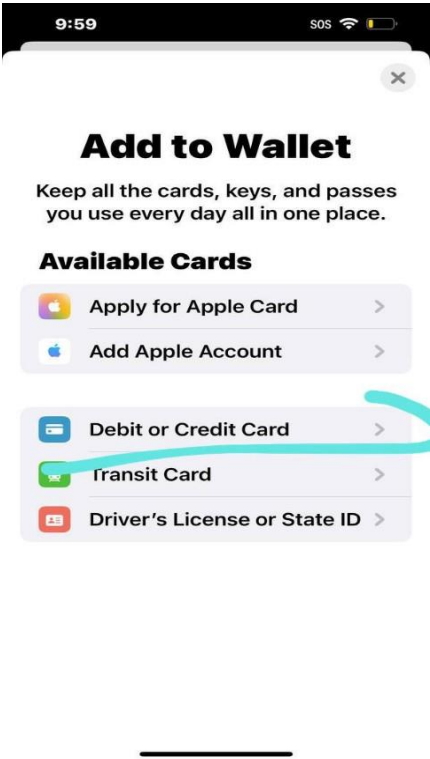 9:59
SOS
Add to Wallet
Keep all the cards, keys, and passes
you use every day all in one place.
Available Cards
Apply for Apple Card
Add Apple Account
Debit or Credit Card
Transit Card
Driver's License or State ID